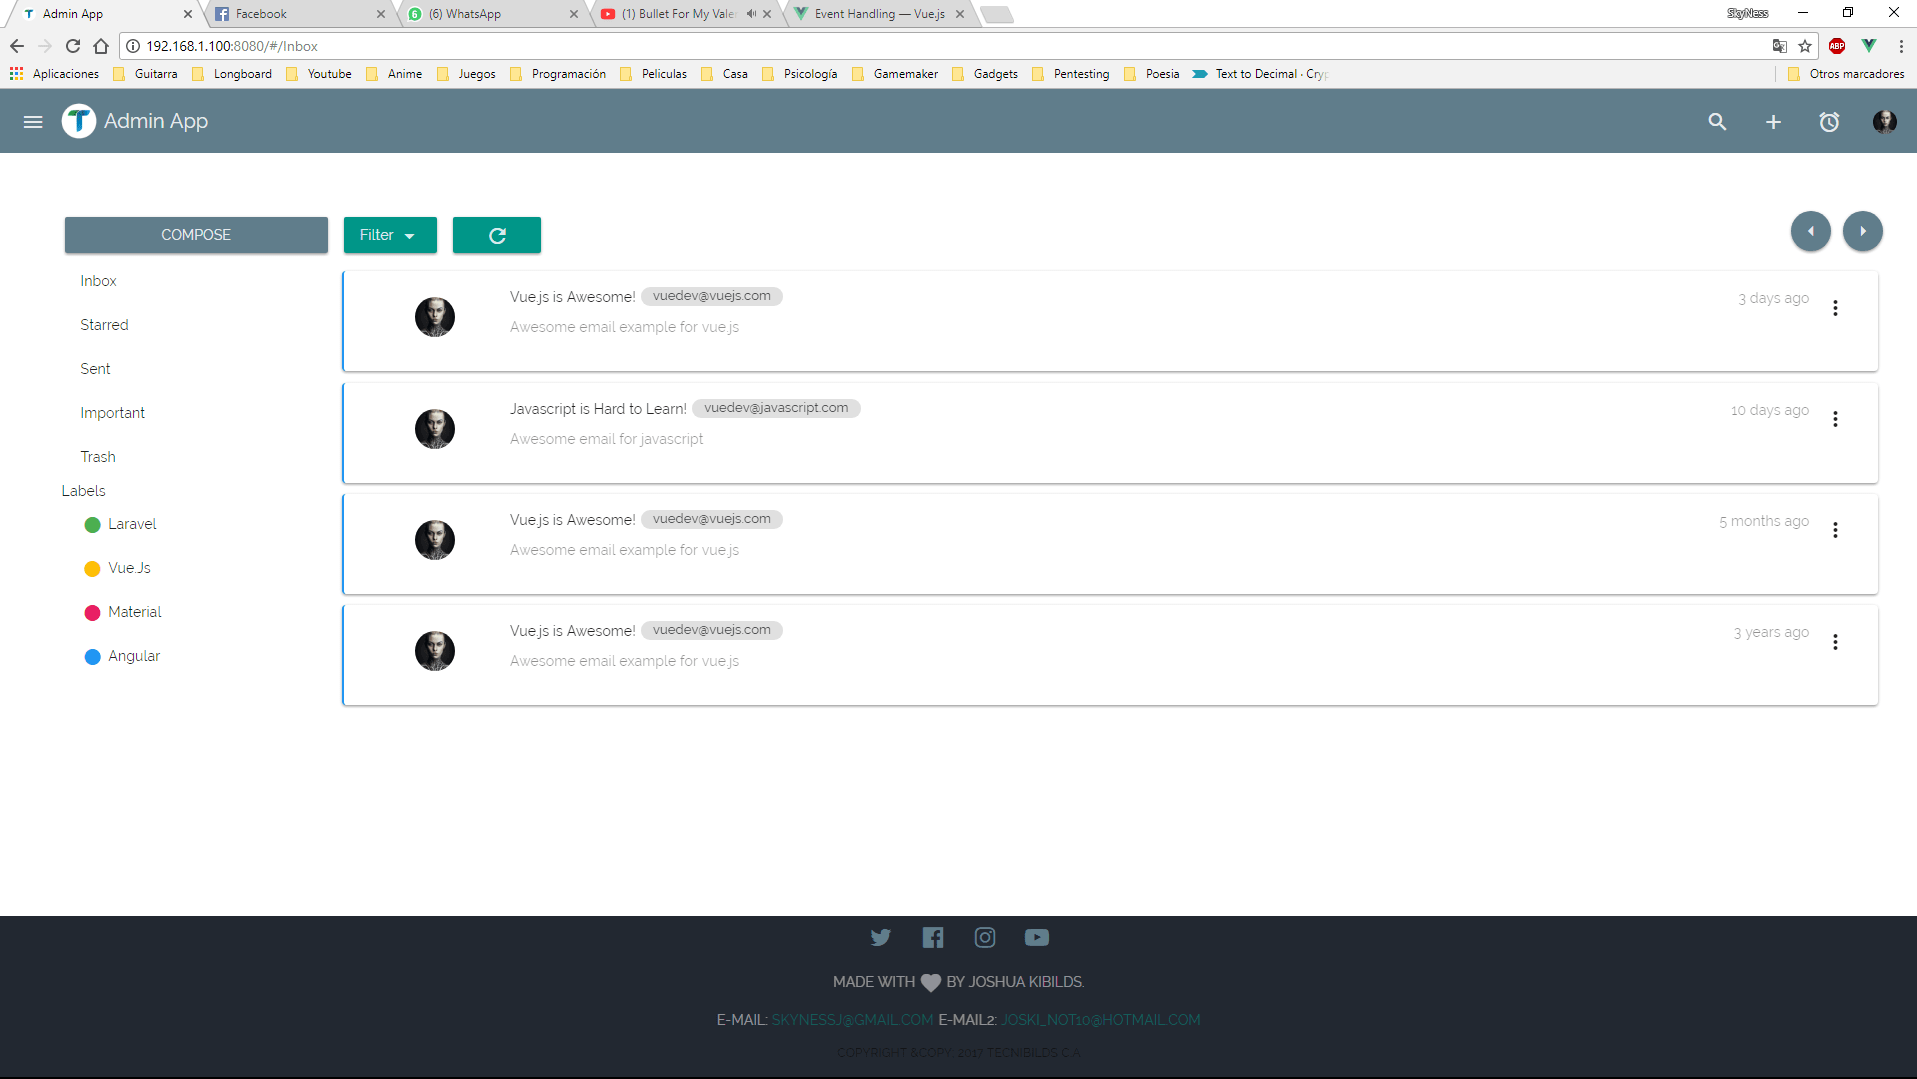 Admin App
Facebook
6 (6) WhatsApp
(1) Bullet For My Valen
Event Handling — Vue.js
SkyNess
192.168.1.100:8080/#/Inbox
ABP
Aplicaciones Guitarra Longboard Youtube Anime Juegos Programación Peliculas Casa Psicología Gamemaker Gadgets Pentesting Poesia Text to Decimal · Cryp Otros marcadores
Admin App
COMPOSE
Filter
Inbox
Starred
Sent
Important
Trash
Labels
Laravel
Vue.Js
Material
Angular
Vue.js is Awesome! vuedev@vuejs.com 3 days ago
Awesome email example for vue.js
Javascript is Hard to Learn! vuedev@javascript.com 10 days ago
Awesome email for javascript
Vue.js is Awesome! vuedev@vuejs.com 5 months ago
Awesome email example for vue.js
Vue.js is Awesome! vuedev@vuejs.com 3 years ago
Awesome email example for vue.js
MADE WITH BY JOSHUA KIBILDS.
E-MAIL: SKYNESSJ@GMAIL.COM E-MAIL2: JOSKI_NOT10@HOTMAIL.COM
COPYRIGHT &COPY; 2017 TECNIBILDS C.A